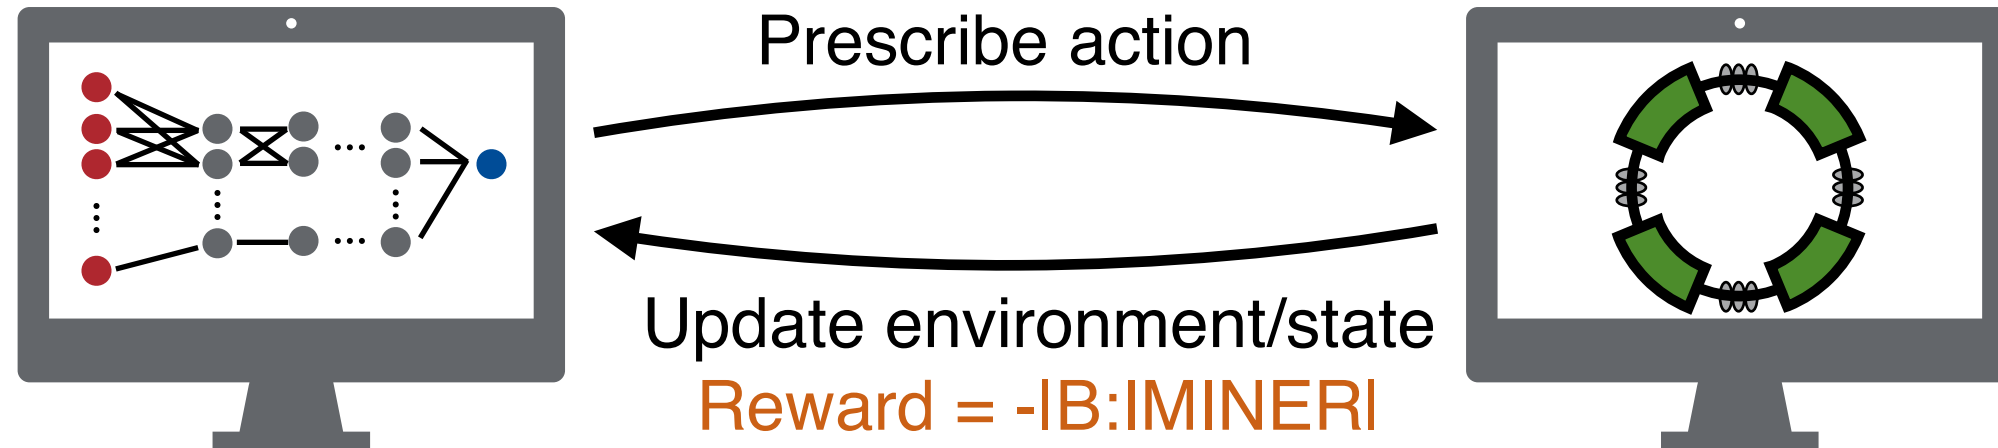 Prescribe action
Update environment/state
Reward = -|B:IMINER|